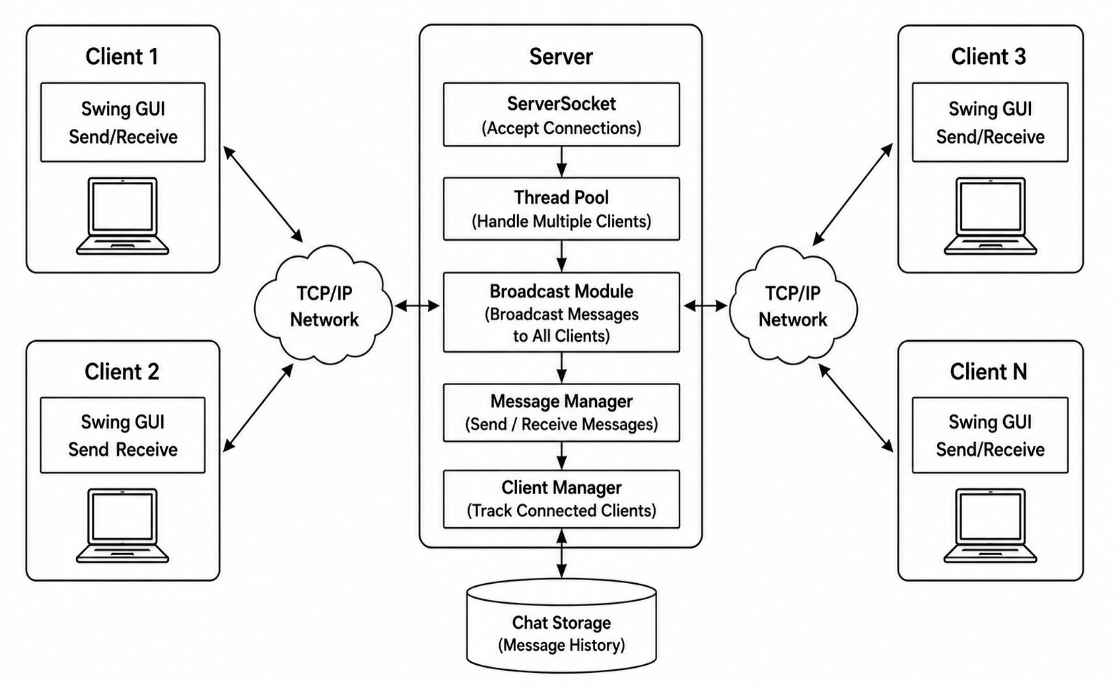 Client 1
Swing GUI
Send/Receive
Client 2
Swing GUI
Send Receive
TCP/IP
Network
Server
ServerSocket
(Accept Connections)
Thread Pool
(Handle Multiple Clients)
Broadcast Module
(Broadcast Messages
to All Clients)
Message Manager
(Send / Receive Messages)
Client Manager
(Track Connected Clients)
Chat Storage
(Message History)
TCP/IP
Network
Client 3
Swing GUI
Send/Receive
Client N
Swing GUI
Send/Receive